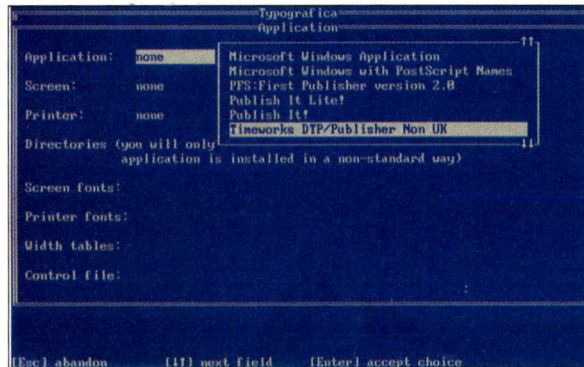 Typografica
Application
Application: none
Microsoft Windows Application
Microsoft Windows with PostScript Names
PFS:First Publisher version 2.0
Publish It Lite!
Publish It!
Timeworks DTP/Publisher Non UK
Screen: none
Printer: none
Directories (you will only
application is installed in a non-standard way)
Screen fonts:
Printer fonts:
Width tables:
Control file:
[Esc] abandon [↓↑] next field [Enter] accept choice